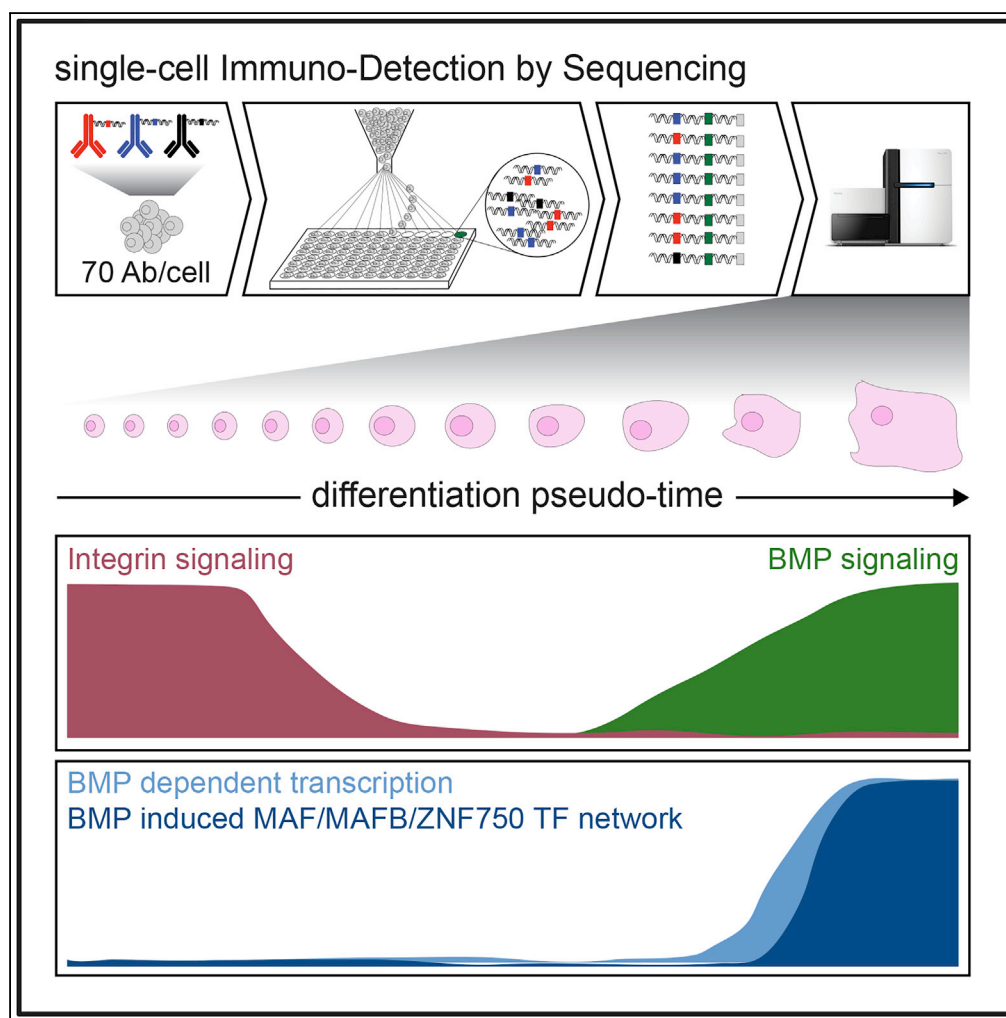 single-cell Immuno-Detection by Sequencing
70 Ab/cell
differentiation pseudo-time
Integrin signaling
BMP signaling
BMP dependent transcription
BMP induced MAF/MAFB/ZNF750 TF network